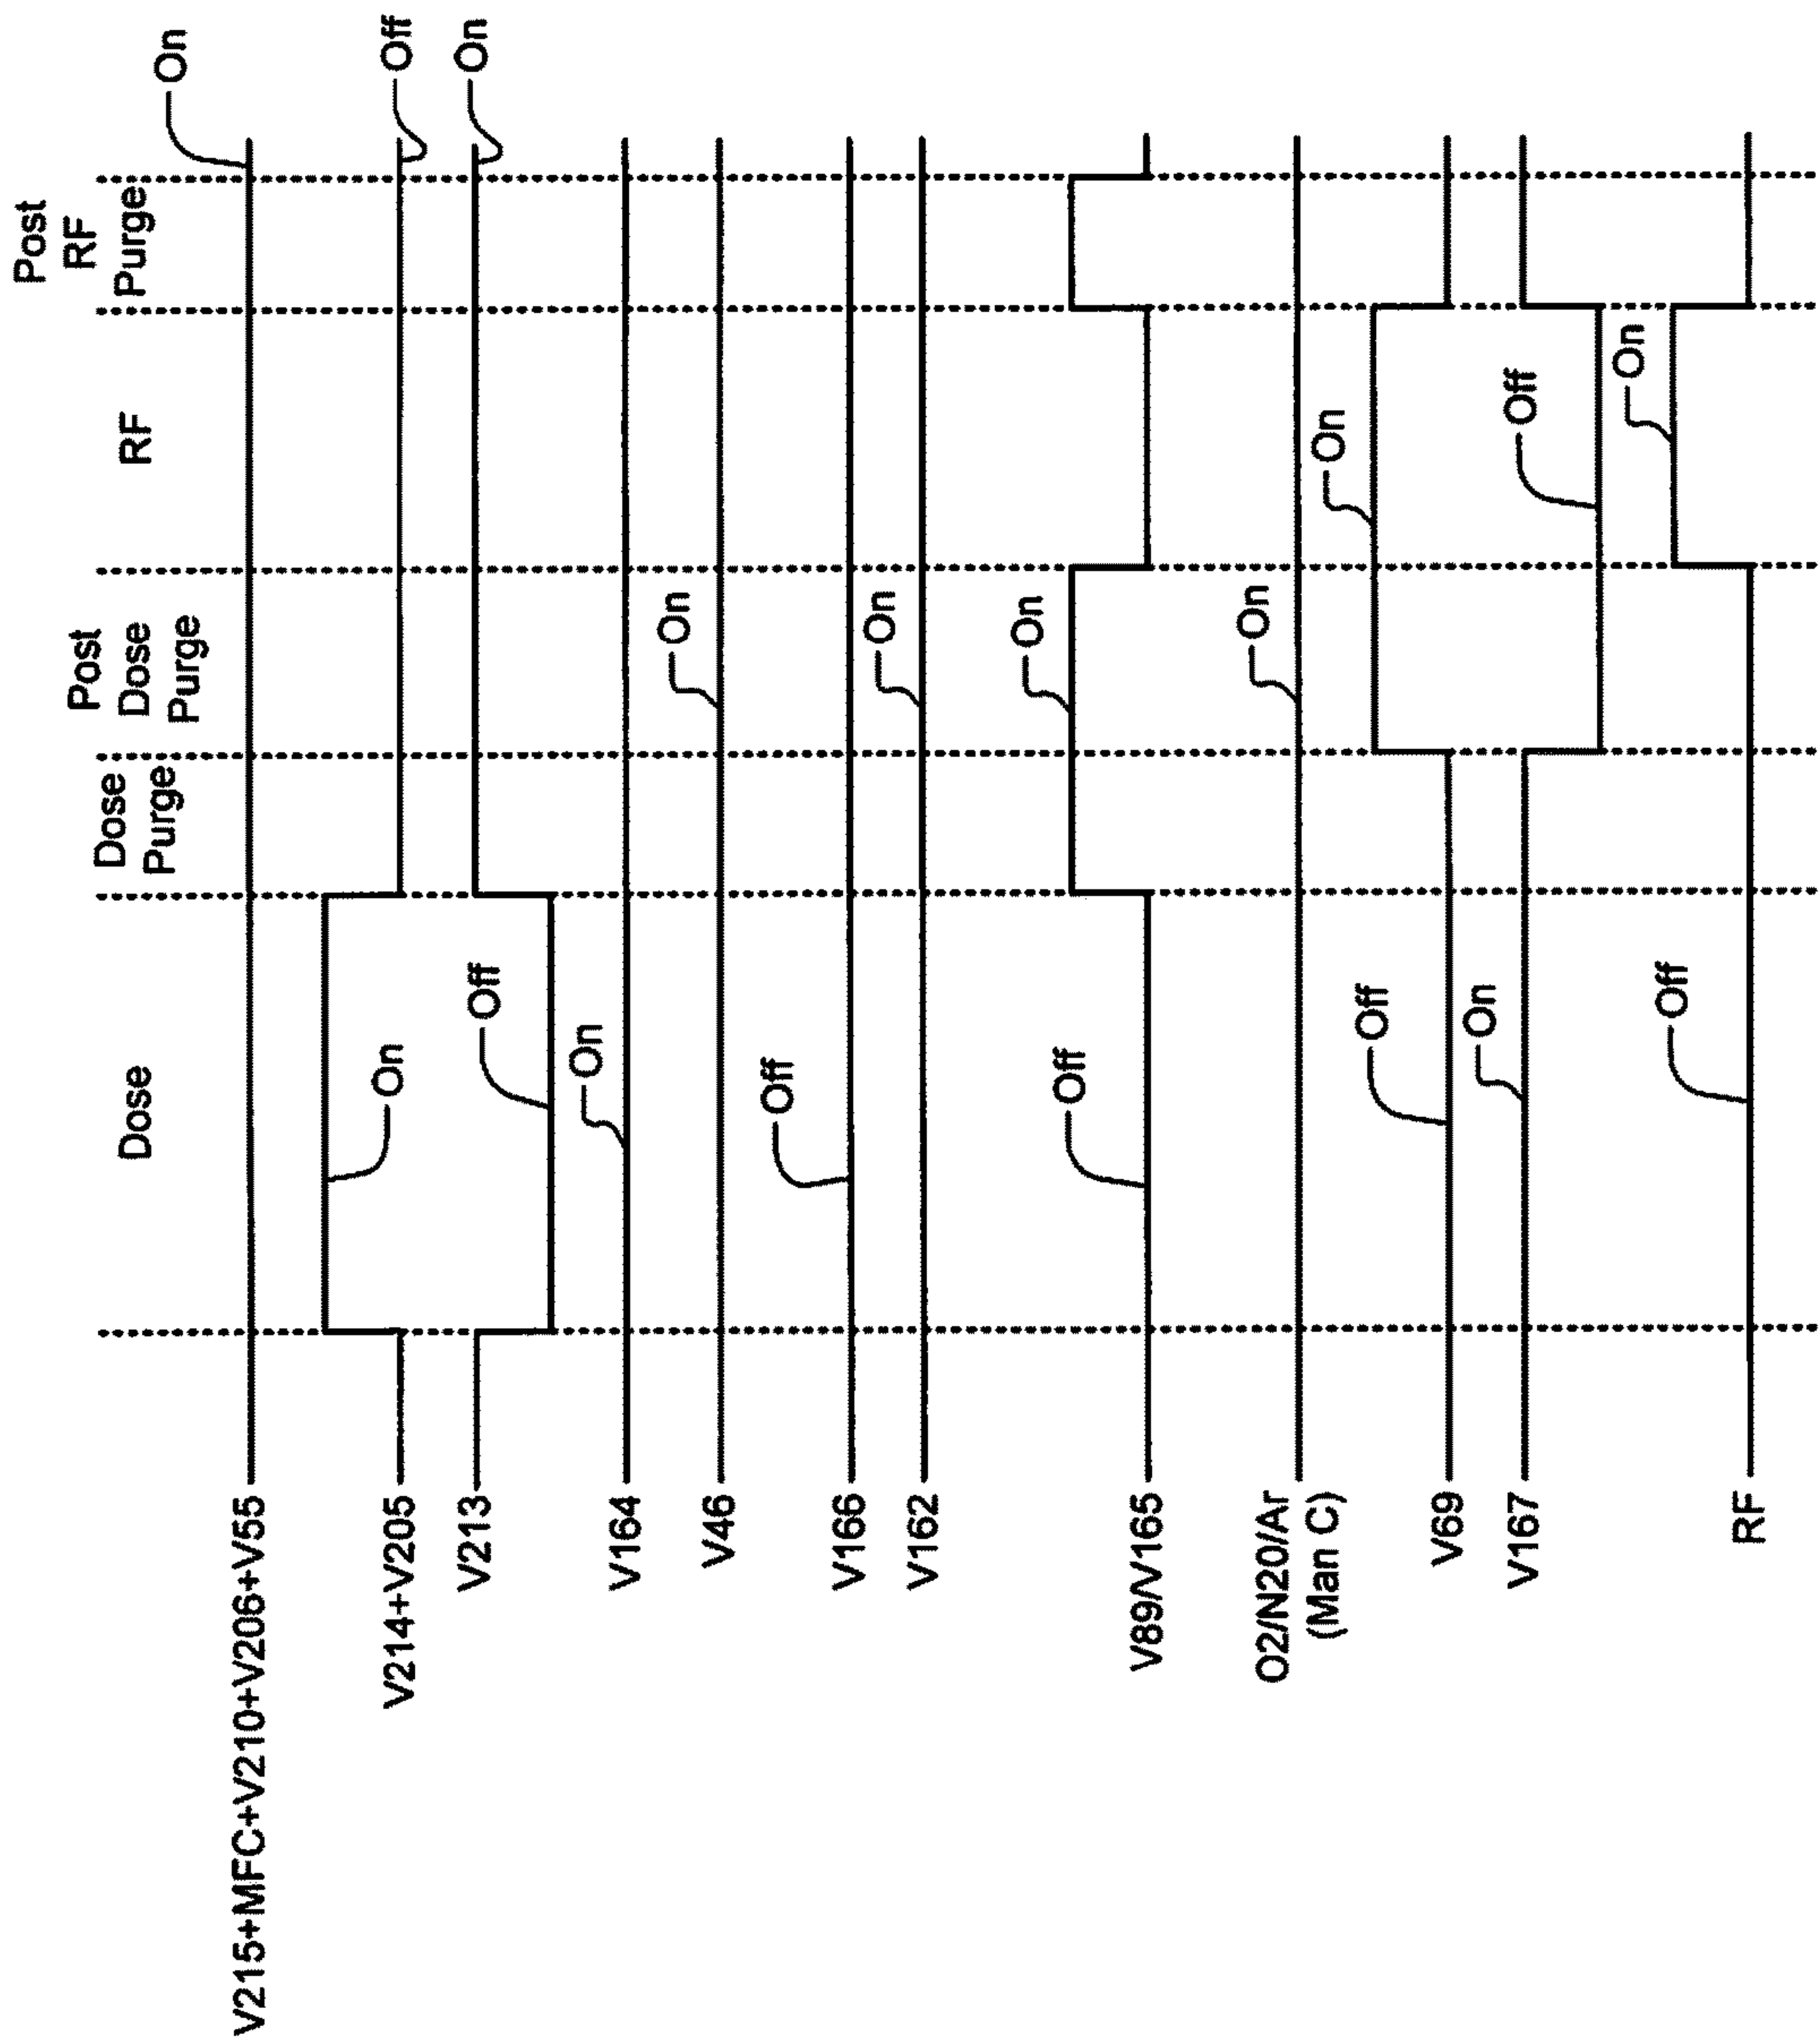 Dose
Dose
Purge
Post
Dose
Purge
RF
Post
RF
Purge
V215+MFC+V210+V206+V55
On
V214+V205
On
Off
V213
Off
On
V164
On
V46
On
V166
Off
V162
On
V89/V165
Off
On
O2/N20/Ar
(Man C)
On
V69
Off
On
V167
On
Off
RF
Off
On